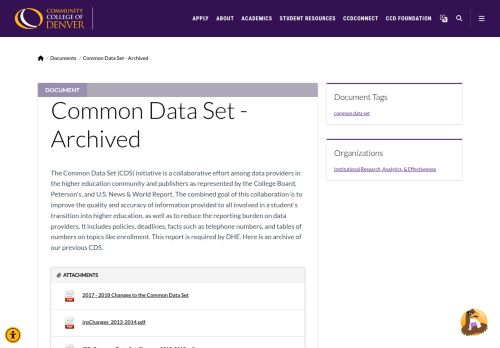 COMMUNITY
COLLEGE OF
DENVER
APPLY ABOUT ACADEMICS STUDENT RESOURCES CCDCONNECT CCD FOUNDATION
/ Documents / Common Data Set - Archived
DOCUMENT
Common Data Set -
Archived
The Common Data Set (CDS) initiative is a collaborative effort among data providers in
the higher education community and publishers as represented by the College Board,
Peterson's, and U.S. News & World Report. The combined goal of this collaboration is to
improve the quality and accuracy of information provided to all involved in a student's
transition into higher education, as well as to reduce the reporting burden on data
providers. It includes policies, deadlines, facts such as telephone numbers, and tables of
numbers on topics like enrollment. This report is required by DHE. Here is an archive of
our previous CDS.
ATTACHMENTS
PDF
2017 - 2018 Changes to the Common Data Set
PDF
irpChanges_2013-2014.pdf
Document Tags
common data set
Organizations
Institutional Research, Analytics, & Effectiveness